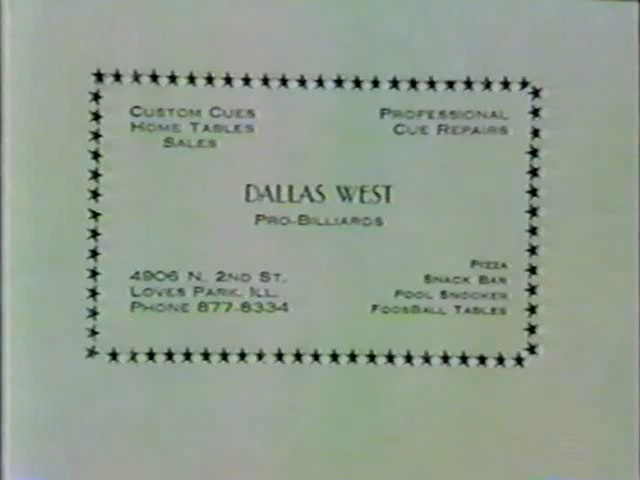 CUSTOM CUES
HOME TABLES
SALES
PROFESSIONAL
CUE REPAIRS
DALLAS WEST
PRO-BILLIARDS
4906 N. 2ND ST.
LOVES PARK, ILL.
PHONE 877-8334
PIZZA
SNACK BAR
POOL SNOOKER
FOOSBALL TABLES